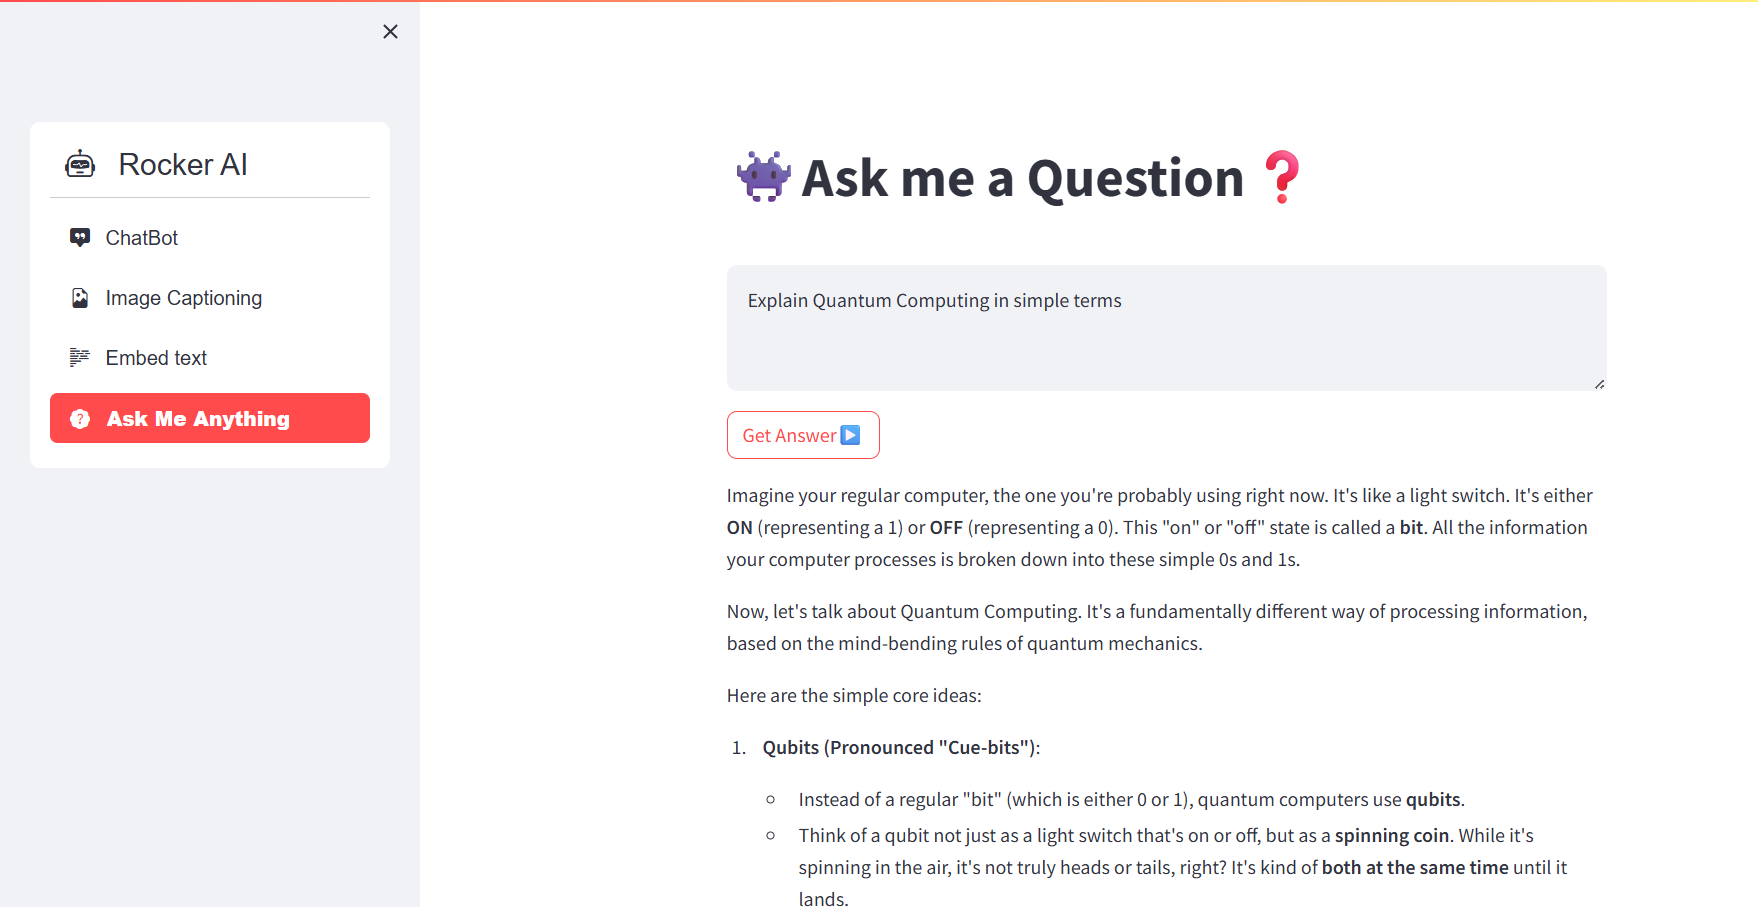 Rocker AI
ChatBot
Image Captioning
Embed text
Ask Me Anything
Ask me a Question
Explain Quantum Computing in simple terms
Get Answer
Imagine your regular computer, the one you're probably using right now. It's like a light switch. It's either
ON (representing a 1) or OFF (representing a 0). This "on" or "off" state is called a bit. All the information
your computer processes is broken down into these simple 0s and 1s.
Now, let's talk about Quantum Computing. It's a fundamentally different way of processing information,
based on the mind-bending rules of quantum mechanics.
Here are the simple core ideas:
1. Qubits (Pronounced "Cue-bits"):
Instead of a regular "bit" (which is either 0 or 1), quantum computers use qubits.
Think of a qubit not just as a light switch that's on or off, but as a spinning coin. While it's
spinning in the air, it's not truly heads or tails, right? It's kind of both at the same time until it
lands.